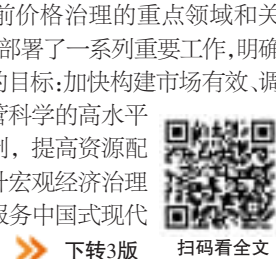 前价格治理的重点领域和关
部署了一系列重要工作,明确
的目标:加快构建市场有效、调
管科学的高水平
制，提高资源配
升宏观经济治理
服务中国式现代
下转3版
扫码看全文